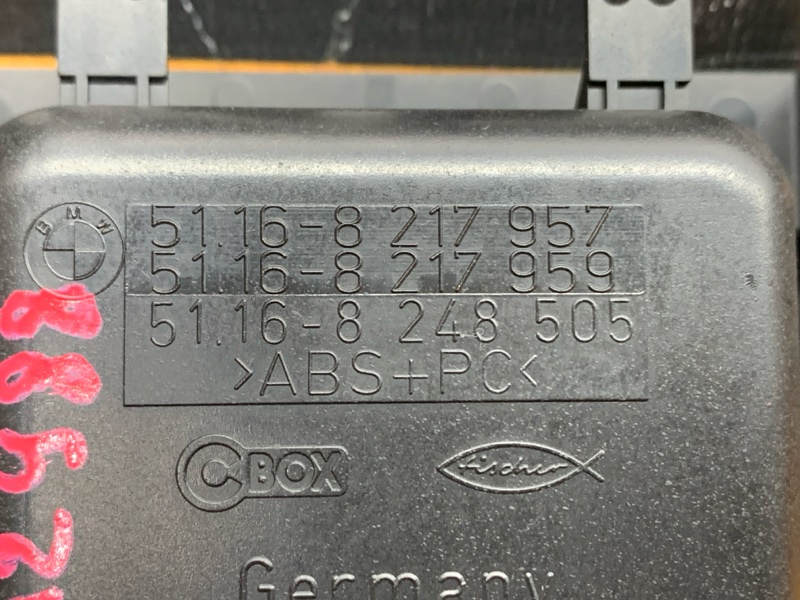 BMW
51.16-8 217 957
51.16-8 217 959
51.16-8 248 505
>ABS+PC<
CBOX
fischer
Germany